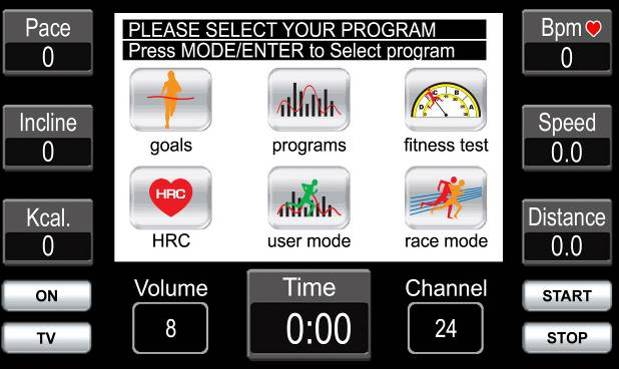 Pace
0
Incline
0
Kcal.
0
ON
TV
PLEASE SELECT YOUR PROGRAM
Press MODE/ENTER to Select program
goals
programs
D C B A
fitness test
HRC
HRC
user mode
race mode
Volume
8
Time
0:00
Channel
24
Bpm
0
Speed
0.0
Distance
0.0
START
STOP